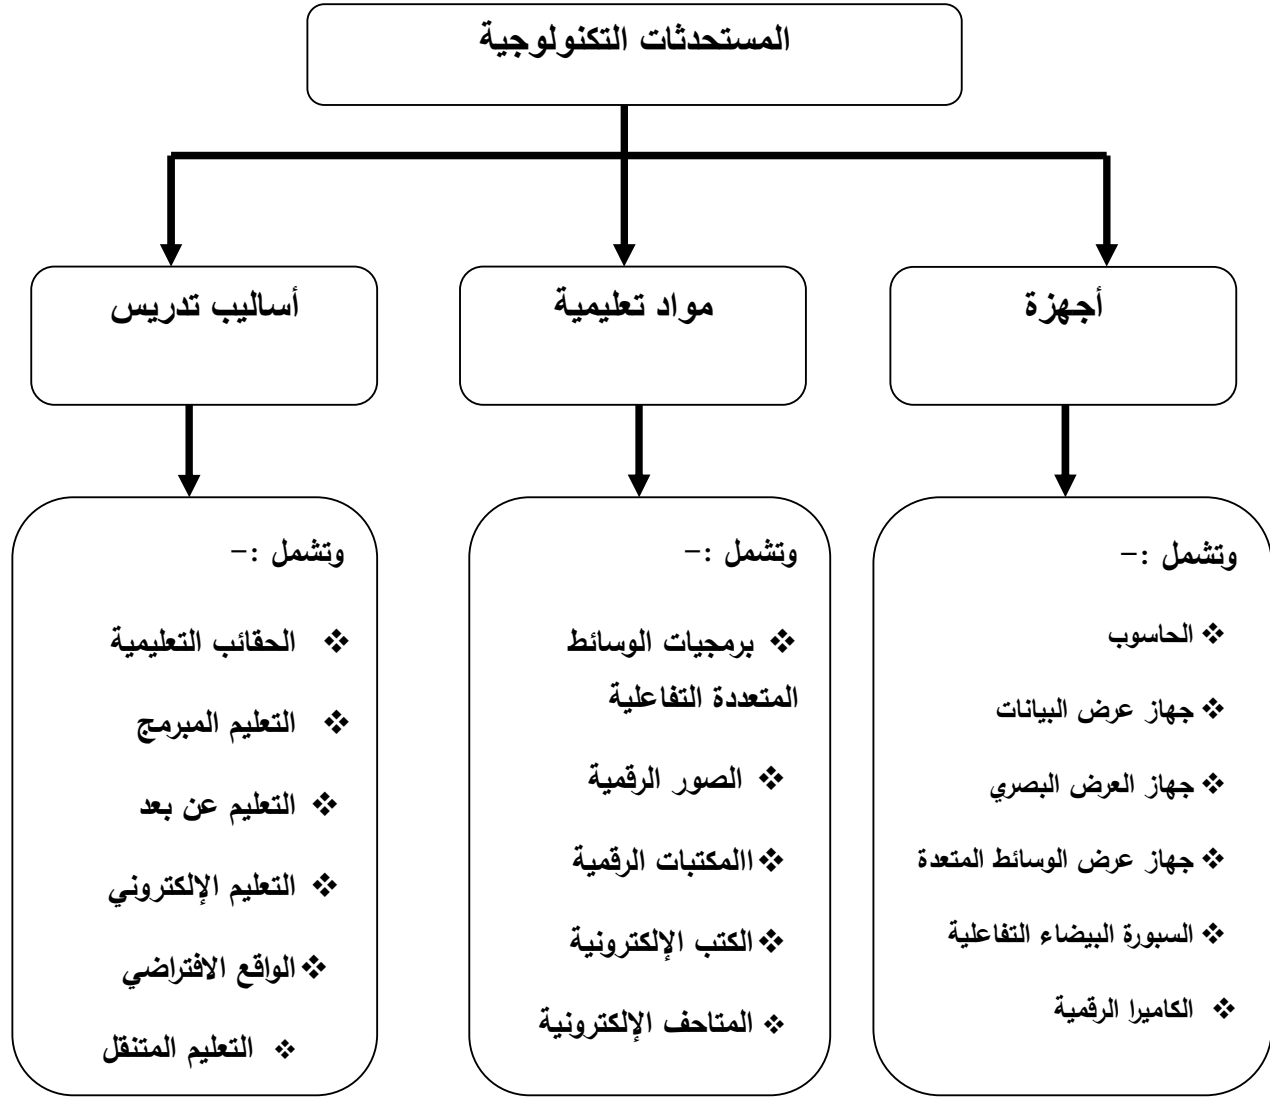 المستحدثات التكنولوجية
أجهزة
مواد تعليمية
أساليب تدريس
وتشمل :-
❖ الحاسوب
❖ جهاز عرض البيانات
❖ جهاز العرض البصري
❖ جهاز عرض الوسائط المتعدة
❖ السبورة البيضاء التفاعلية
❖ الكاميرا الرقمية
وتشمل :-
❖ برمجيات الوسائط
المتعددة التفاعلية
❖ الصور الرقمية
❖ االمكتبات الرقمية
❖ الكتب الإلكترونية
❖ المتاحف الإلكترونية
وتشمل :-
❖ الحقائب التعليمية
❖ التعليم المبرمج
❖ التعليم عن بعد
❖ التعليم الإلكتروني
❖ الواقع الافتراضي
❖ التعليم المتنقل